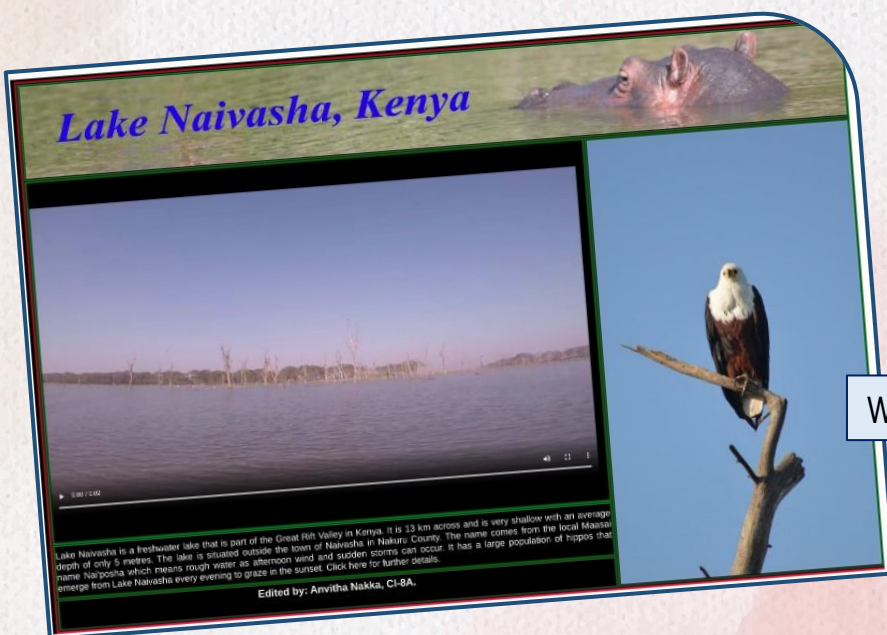 Lake Naivasha, Kenya
0:00 / 0:02
Lake Naivasha is a freshwater lake that is part of the Great Rift Valley in Kenya. It is 13 km across and is very shallow with an average
depth of only 5 metres. The lake is situated outside the town of Naivasha in Nakuru County. The name comes from the local Maasai
name Nai'posha which means rough water as afternoon wind and sudden storms can occur. It has a large population of hippos that
emerge from Lake Naivasha every evening to graze in the sunset. Click here for further details.
Edited by: Anvitha Nakka, CI-8A.
W